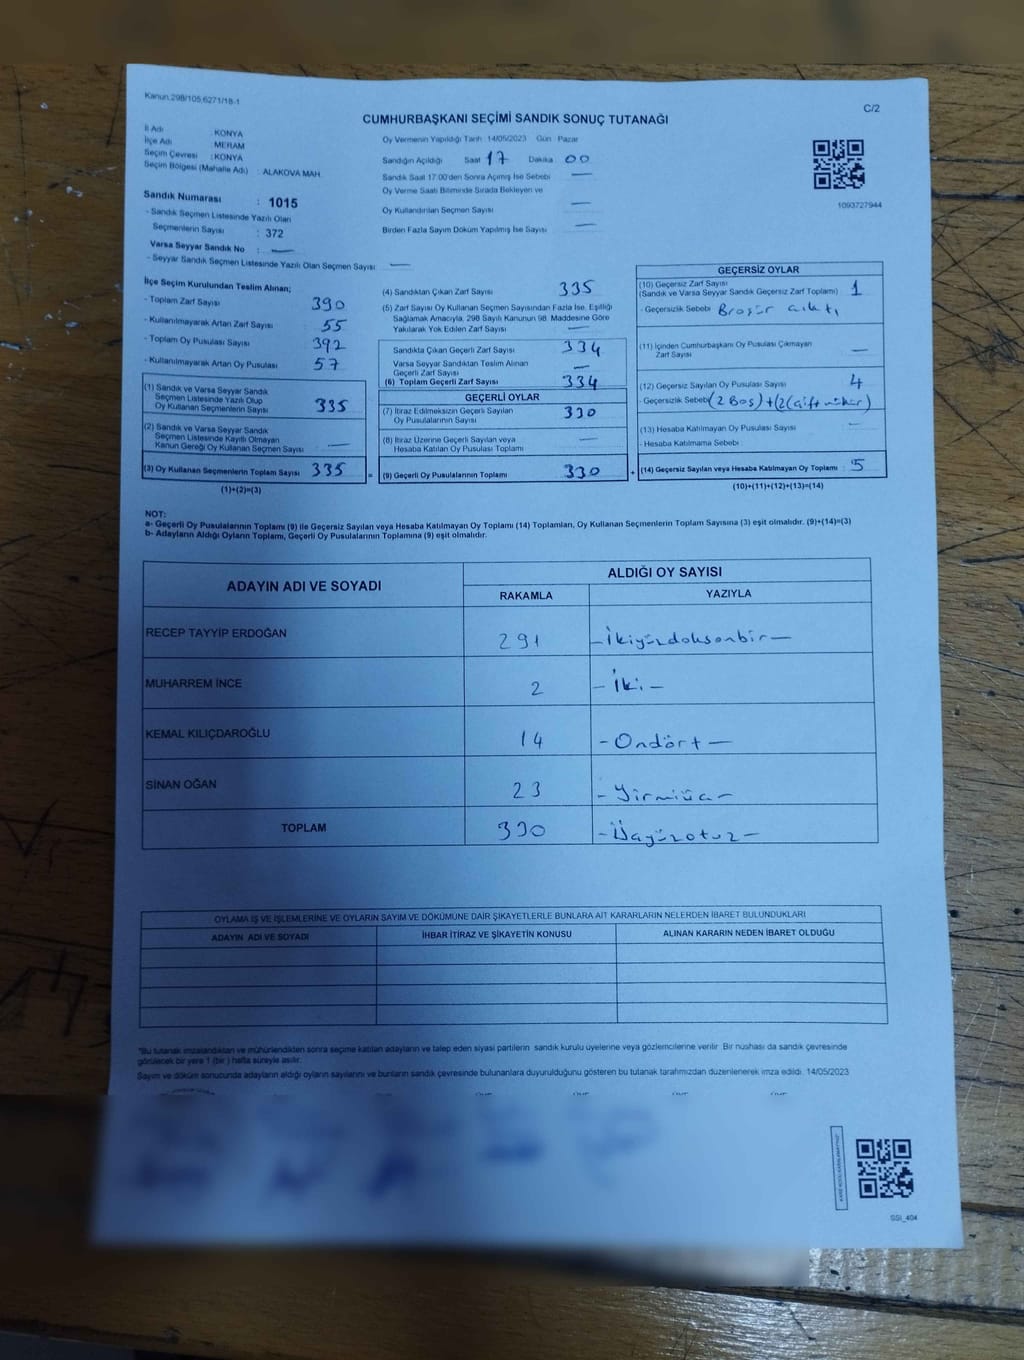 Kanun,298/105,6271/18-1
C/2
CUMHURBAŞKANI SEÇİMİ SANDIK SONUÇ TUTANAĞI
İl Adı : KONYA
İlçe Adı : MERAM
Seçim Çevresi : KONYA
Seçim Bölgesi (Mahalle Adı) : ALAKOVA MAH.
Oy Vermenin Yapıldığı Tarih 14/05/2023 Gün Pazar
Sandığın Açıldığı Saat 17 Dakika 00
Sandık Saat 17:00'den Sonra Açımış İse Sebebi —
Oy Verme Saati Bitiminde Sırada Bekleyen ve
Oy Kullandırılan Seçmen Sayısı —
Birden Fazla Sayım Döküm Yapılmış İse Sayısı —
1093727944
Sandık Numarası : 1015
- Sandık Seçmen Listesinde Yazılı Olan
Seçmenlerin Sayısı : 372
Varsa Seyyar Sandık No : —
- Seyyar Sandık Seçmen Listesinde Yazılı Olan Seçmen Sayısı —
İlçe Seçim Kurulundan Teslim Alınan;
- Toplam Zarf Sayısı 390
- Kullanılmayarak Artan Zarf Sayısı 55
- Toplam Oy Pusulası Sayısı 392
- Kullanılmayarak Artan Oy Pusulası 57
(1) Sandık ve Varsa Seyyar Sandık
Seçmen Listesinde Yazılı Olup
Oy Kullanan Seçmenlerin Sayısı 335
(2) Sandık ve Varsa Seyyar Sandık
Seçmen Listesinde Kayıtlı Olmayan
Kanun Gereği Oy Kullanan Seçmen Sayısı —
(3) Oy Kullanan Seçmenlerin Toplam Sayısı 335
(1)+(2)=(3)
(4) Sandıktan Çıkan Zarf Sayısı 335
(5) Zarf Sayısı Oy Kullanan Seçmen Sayısından Fazla İse, Eşitliği
Sağlamak Amacıyla, 298 Sayılı Kanunun 98. Maddesine Göre
Yakılarak Yok Edilen Zarf Sayısı —
Sandıkta Çıkan Geçerli Zarf Sayısı 334
Varsa Seyyar Sandıktan Teslim Alınan
Geçerli Zarf Sayısı —
(6) Toplam Geçerli Zarf Sayısı 334
GEÇERLİ OYLAR
(7) İtiraz Edilmeksizin Geçerli Sayılan
Oy Pusulalarının Sayısı 330
(8) İtiraz Üzerine Geçerli Sayılan veya
Hesaba Katılan Oy Pusulası Toplamı —
= (9) Geçerli Oy Pusulalarının Toplamı 330
GEÇERSİZ OYLAR
(10) Geçersiz Zarf Sayısı
(Sandık ve Varsa Seyyar Sandık Geçersiz Zarf Toplamı) 1
- Geçersizlik Sebebi Broşür çıktı
(11) İçinden Cumhurbaşkanı Oy Pusulası Çıkmayan
Zarf Sayısı —
(12) Geçersiz Sayılan Oy Pusulası Sayısı 4
- Geçersizlik Sebebi (2 Boş) + (2 (Çift mühür)
(13) Hesaba Katılmayan Oy Pusulası Sayısı —
- Hesaba Katılmama Sebebi :
+ (14) Geçersiz Sayılan veya Hesaba Katılmayan Oy Toplamı : 5
(10)+(11)+(12)+(13)=(14)
NOT:
a- Geçerli Oy Pusulalarının Toplamı (9) ile Geçersiz Sayılan veya Hesaba Katılmayan Oy Toplamı (14) Toplamları, Oy Kullanan Seçmenlerin Toplam Sayısına (3) eşit olmalıdır. (9)+(14)=(3)
b- Adayların Aldığı Oyların Toplamı, Geçerli Oy Pusulalarının Toplamına (9) eşit olmalıdır.
ADAYIN ADI VE SOYADI
ALDIĞI OY SAYISI
RAKAMLA YAZIYLA
RECEP TAYYİP ERDOĞAN 291 —İkiyüzdoksanbir—
MUHARREM İNCE 2 —İki—
KEMAL KILIÇDAROĞLU 14 —Ondört—
SİNAN OĞAN 23 —Yirmiüç—
TOPLAM 330 —Üçyüzotuz—
OYLAMA İŞ VE İŞLEMLERİNE VE OYLARIN SAYIM VE DÖKÜMÜNE DAİR ŞİKAYETLERLE BUNLARA AİT KARARLARIN NELERDEN İBARET BULUNDUKLARI
ADAYIN ADI VE SOYADI İHBAR İTİRAZ VE ŞİKAYETİN KONUSU ALINAN KARARIN NEDEN İBARET OLDUĞU
"Bu tutanak imzalandıktan ve mühürlendikten sonra seçime katılan adayların ve talep eden siyasi partilerin sandık kurulu üyelerine veya gözlemcilerine verilir. Bir nüshası da sandık çevresinde
görülecek bir yere 1 (bir ) hafta süreyle asılır.
Sayım ve döküm sonucunda adayların aldığı oyların sayılarını ve bunların sandık çevresinde bulunanlara duyurulduğunu gösteren bu tutanak tarafımızdan düzenlenerek imza edildi. 14/05/2023
SSI_404